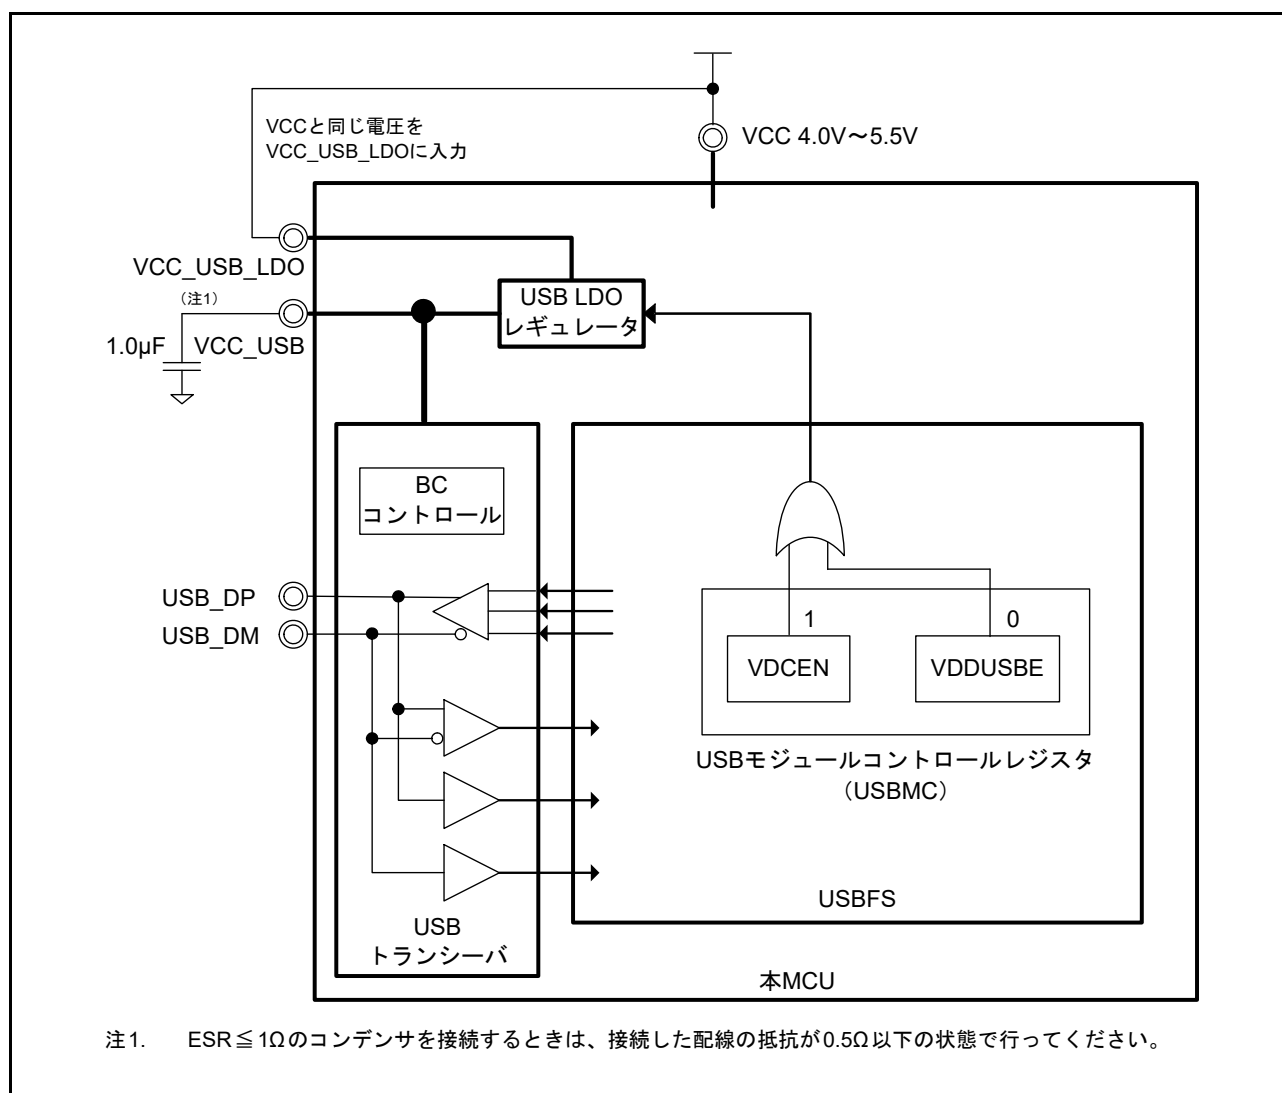 VCCと同じ電圧を
VCC_USB_LDOに入力
VCC 4.0V～5.5V
VCC_USB_LDO
（注1）
1.0µF
VCC_USB
USB LDO
レギュレータ
BC
コントロール
USB_DP
USB_DM
1
0
VDCEN
VDDUSBE
USBモジュールコントロールレジスタ
（USBMC）
USBFS
USB
トランシーバ
本MCU
注1. ESR≦1Ωのコンデンサを接続するときは、接続した配線の抵抗が0.5Ω以下の状態で行ってください。